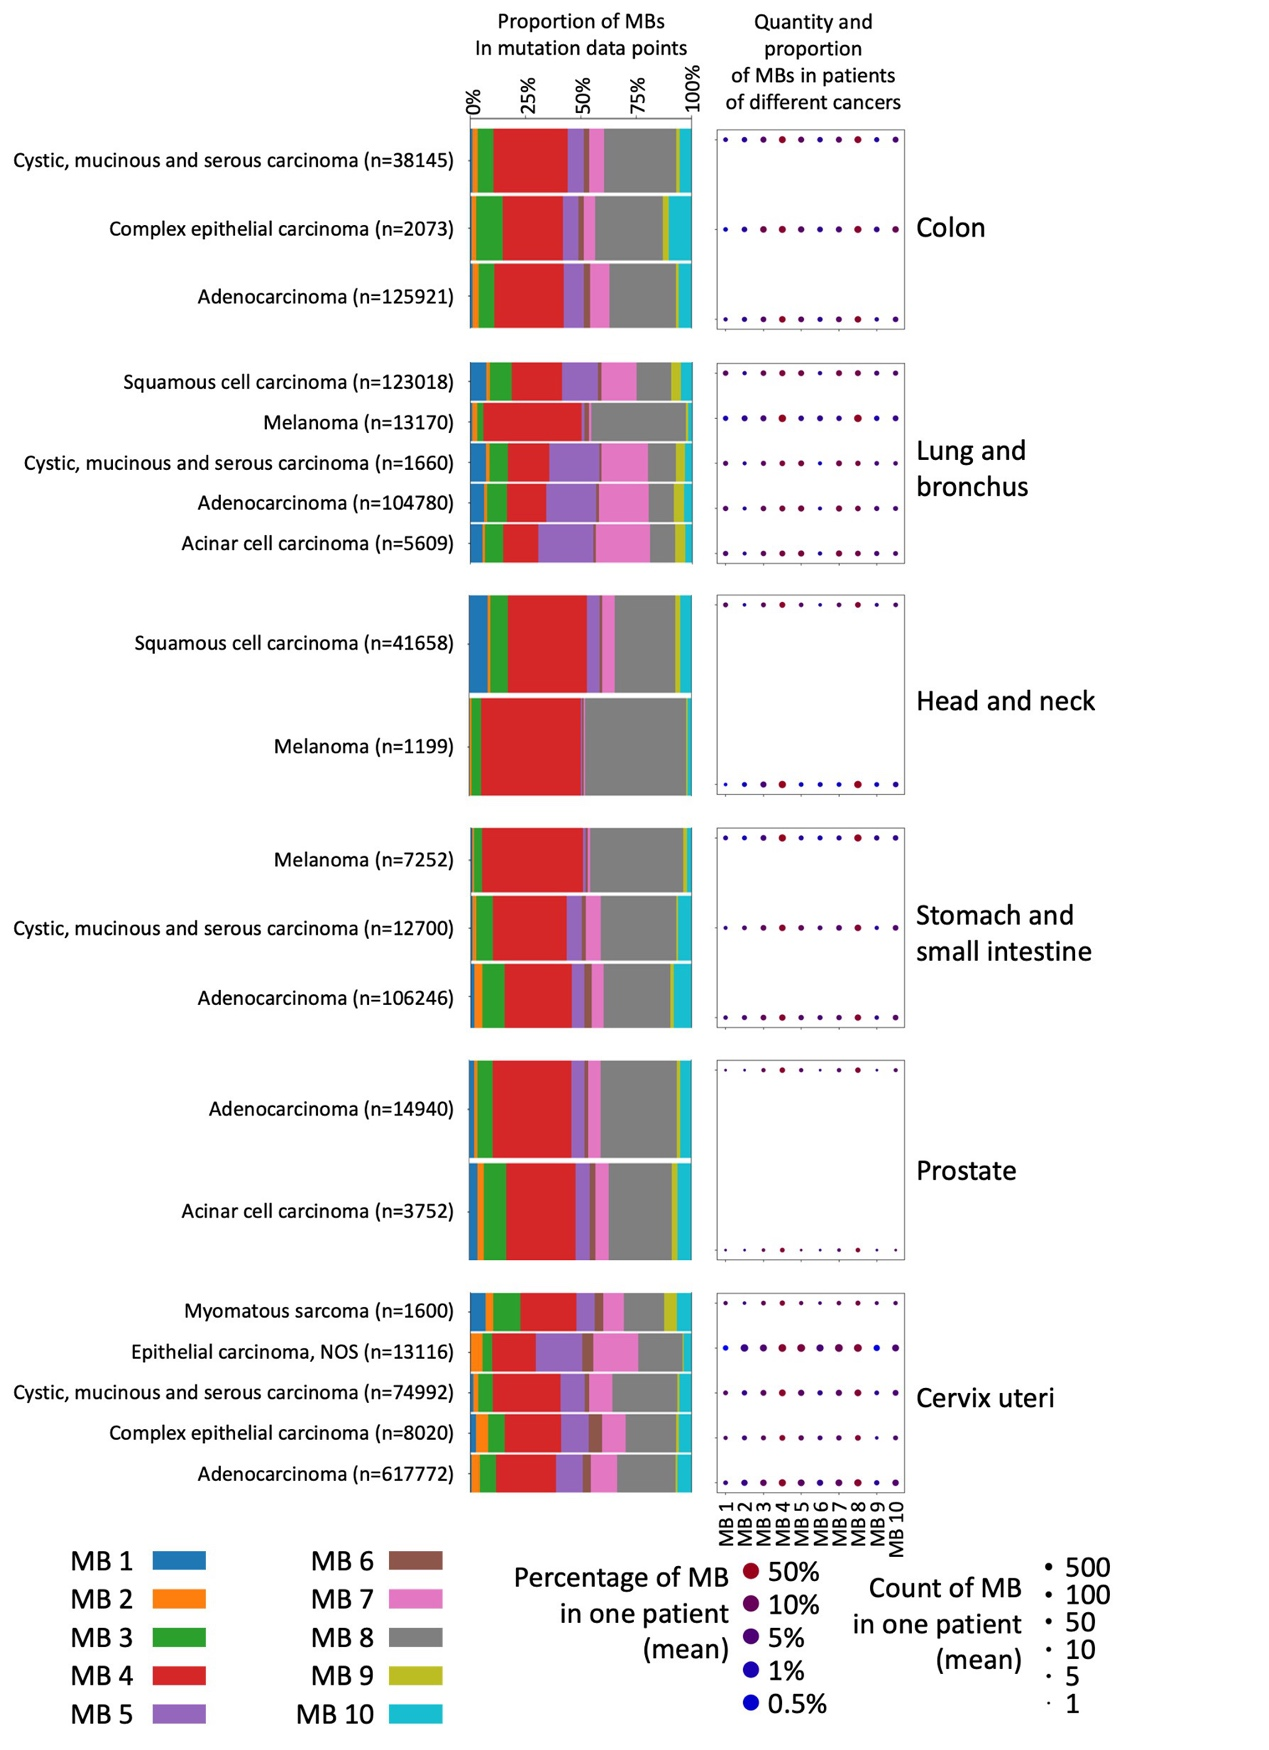 Proportion of MBs
In mutation data points
Quantity and
proportion
of MBs in patients
of different cancers
0%
25%
50%
75%
100%
Cystic, mucinous and serous carcinoma (n=38145)
Complex epithelial carcinoma (n=2073)
Adenocarcinoma (n=125921)
Colon
Squamous cell carcinoma (n=123018)
Melanoma (n=13170)
Cystic, mucinous and serous carcinoma (n=1660)
Adenocarcinoma (n=104780)
Acinar cell carcinoma (n=5609)
Lung and
bronchus
Squamous cell carcinoma (n=41658)
Melanoma (n=1199)
Head and neck
Melanoma (n=7252)
Cystic, mucinous and serous carcinoma (n=12700)
Adenocarcinoma (n=106246)
Stomach and
small intestine
Adenocarcinoma (n=14940)
Acinar cell carcinoma (n=3752)
Prostate
Myomatous sarcoma (n=1600)
Epithelial carcinoma, NOS (n=13116)
Cystic, mucinous and serous carcinoma (n=74992)
Complex epithelial carcinoma (n=8020)
Adenocarcinoma (n=617772)
Cervix uteri
MB 1
MB 2
MB 3
MB 4
MB 5
MB 6
MB 7
MB 8
MB 9
MB 10
MB 1
MB 2
MB 3
MB 4
MB 5
MB 6
MB 7
MB 8
MB 9
MB 10
Percentage of MB
in one patient
(mean)
50%
10%
5%
1%
0.5%
Count of MB
in one patient
(mean)
500
100
50
10
5
1